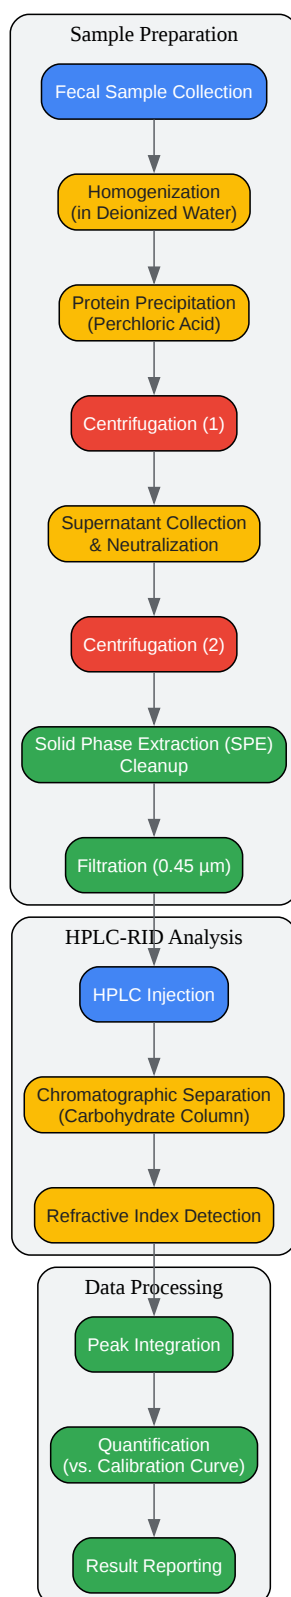 Sample Preparation
Fecal Sample Collection
Homogenization
(in Deionized Water)
Protein Precipitation
(Perchloric Acid)
Centrifugation (1)
Supernatant Collection
& Neutralization
Centrifugation (2)
Solid Phase Extraction (SPE)
Cleanup
Filtration (0.45 µm)
HPLC-RID Analysis
HPLC Injection
Chromatographic Separation
(Carbohydrate Column)
Refractive Index Detection
Data Processing
Peak Integration
Quantification
(vs. Calibration Curve)
Result Reporting